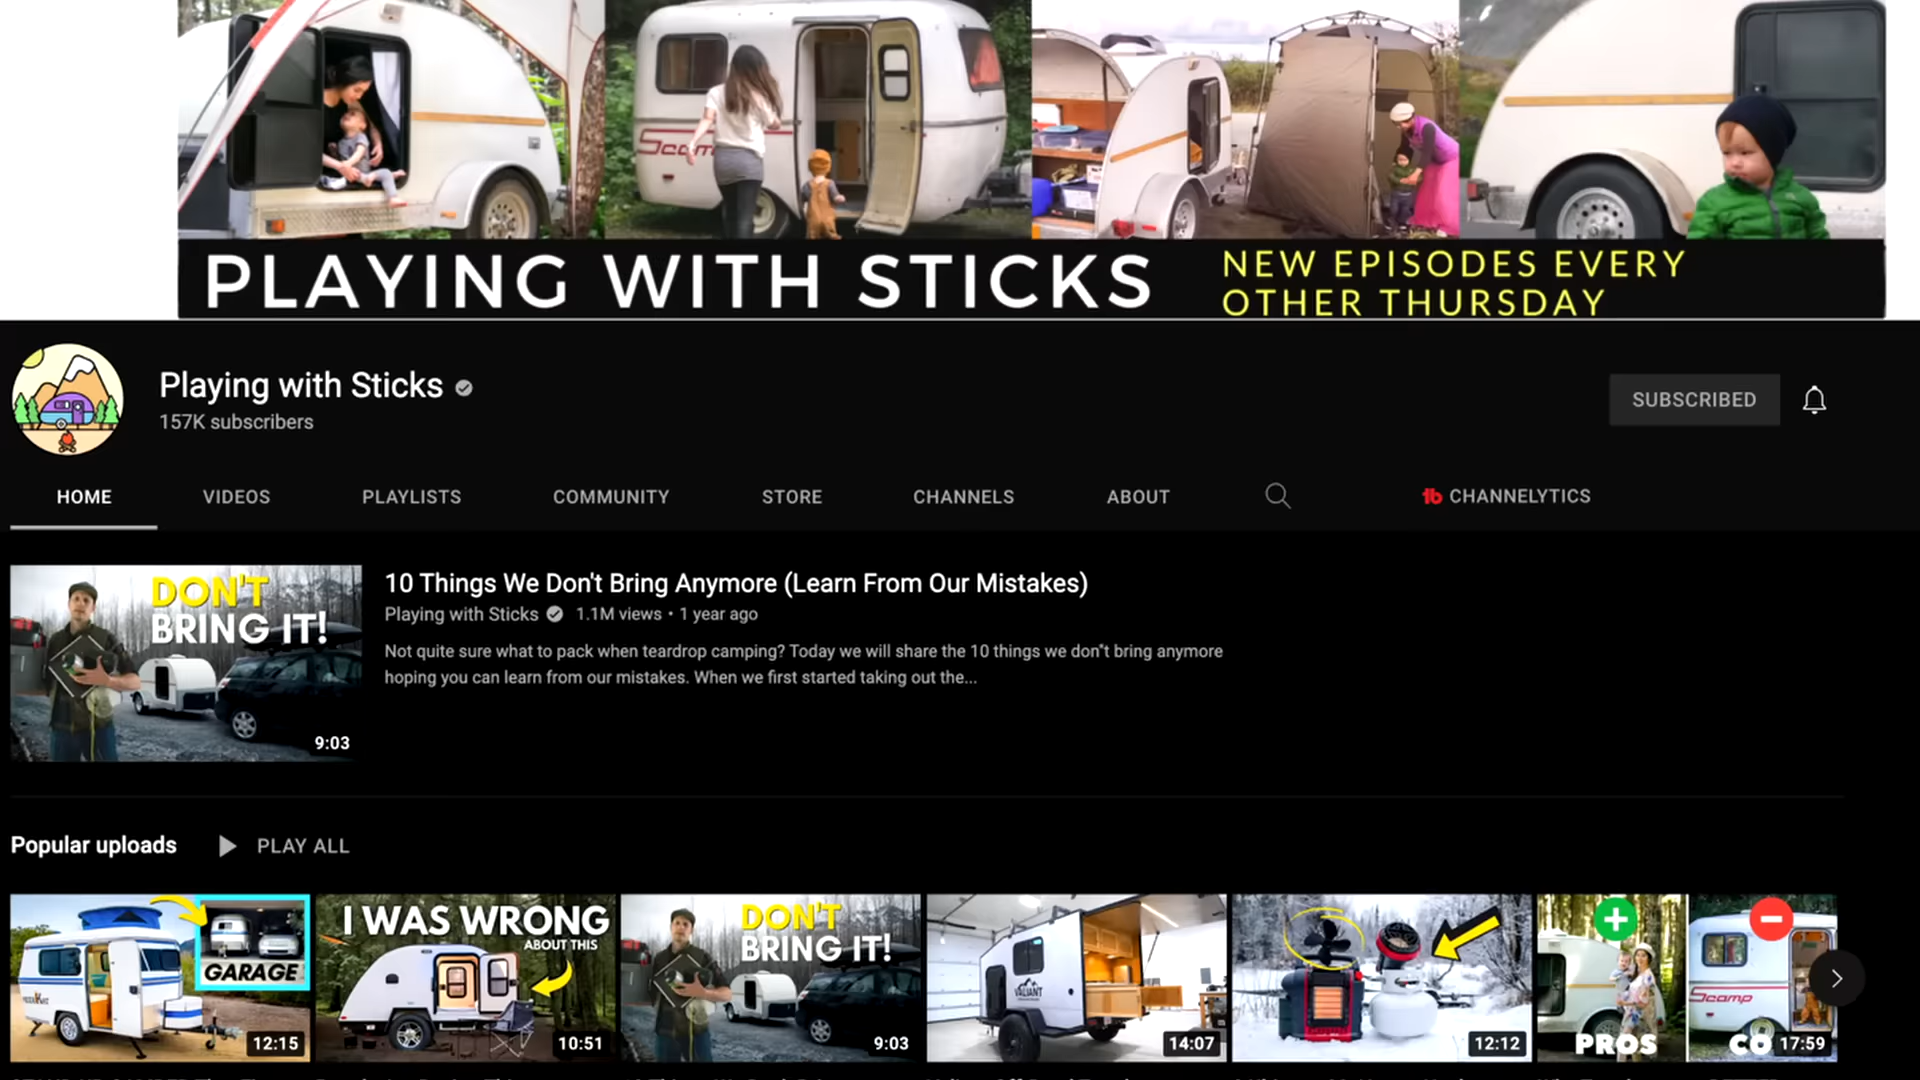 Scamp
PLAYING WITH STICKS
NEW EPISODES EVERY
OTHER THURSDAY
Playing with Sticks
157K subscribers
SUBSCRIBED
HOME
VIDEOS
PLAYLISTS
COMMUNITY
STORE
CHANNELS
ABOUT
CHANNELYTICS
DON'T
BRING IT!
9:03
10 Things We Don't Bring Anymore (Learn From Our Mistakes)
Playing with Sticks 1.1M views • 1 year ago
Not quite sure what to pack when teardrop camping? Today we will share the 10 things we don"t bring anymore
hoping you can learn from our mistakes. When we first started taking out the...
Popular uploads
PLAY ALL
GARAGE
12:15
I WAS WRONG
ABOUT THIS
10:51
DON'T
BRING IT!
9:03
VALIANT
14:07
12:12
PROS
Scamp
CO
17:59